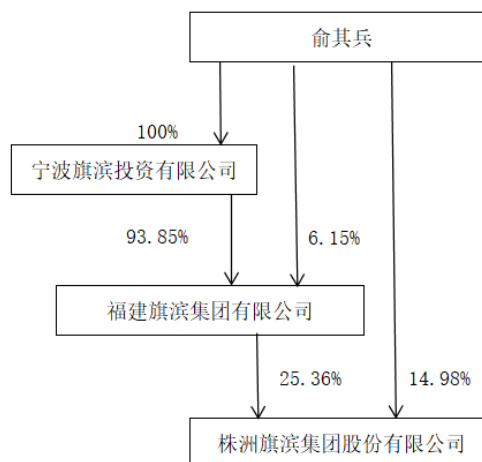 俞其兵
100%
宁波旗滨投资有限公司
93.85%
6.15%
福建旗滨集团有限公司
25.36%
14.98%
株洲旗滨集团股份有限公司